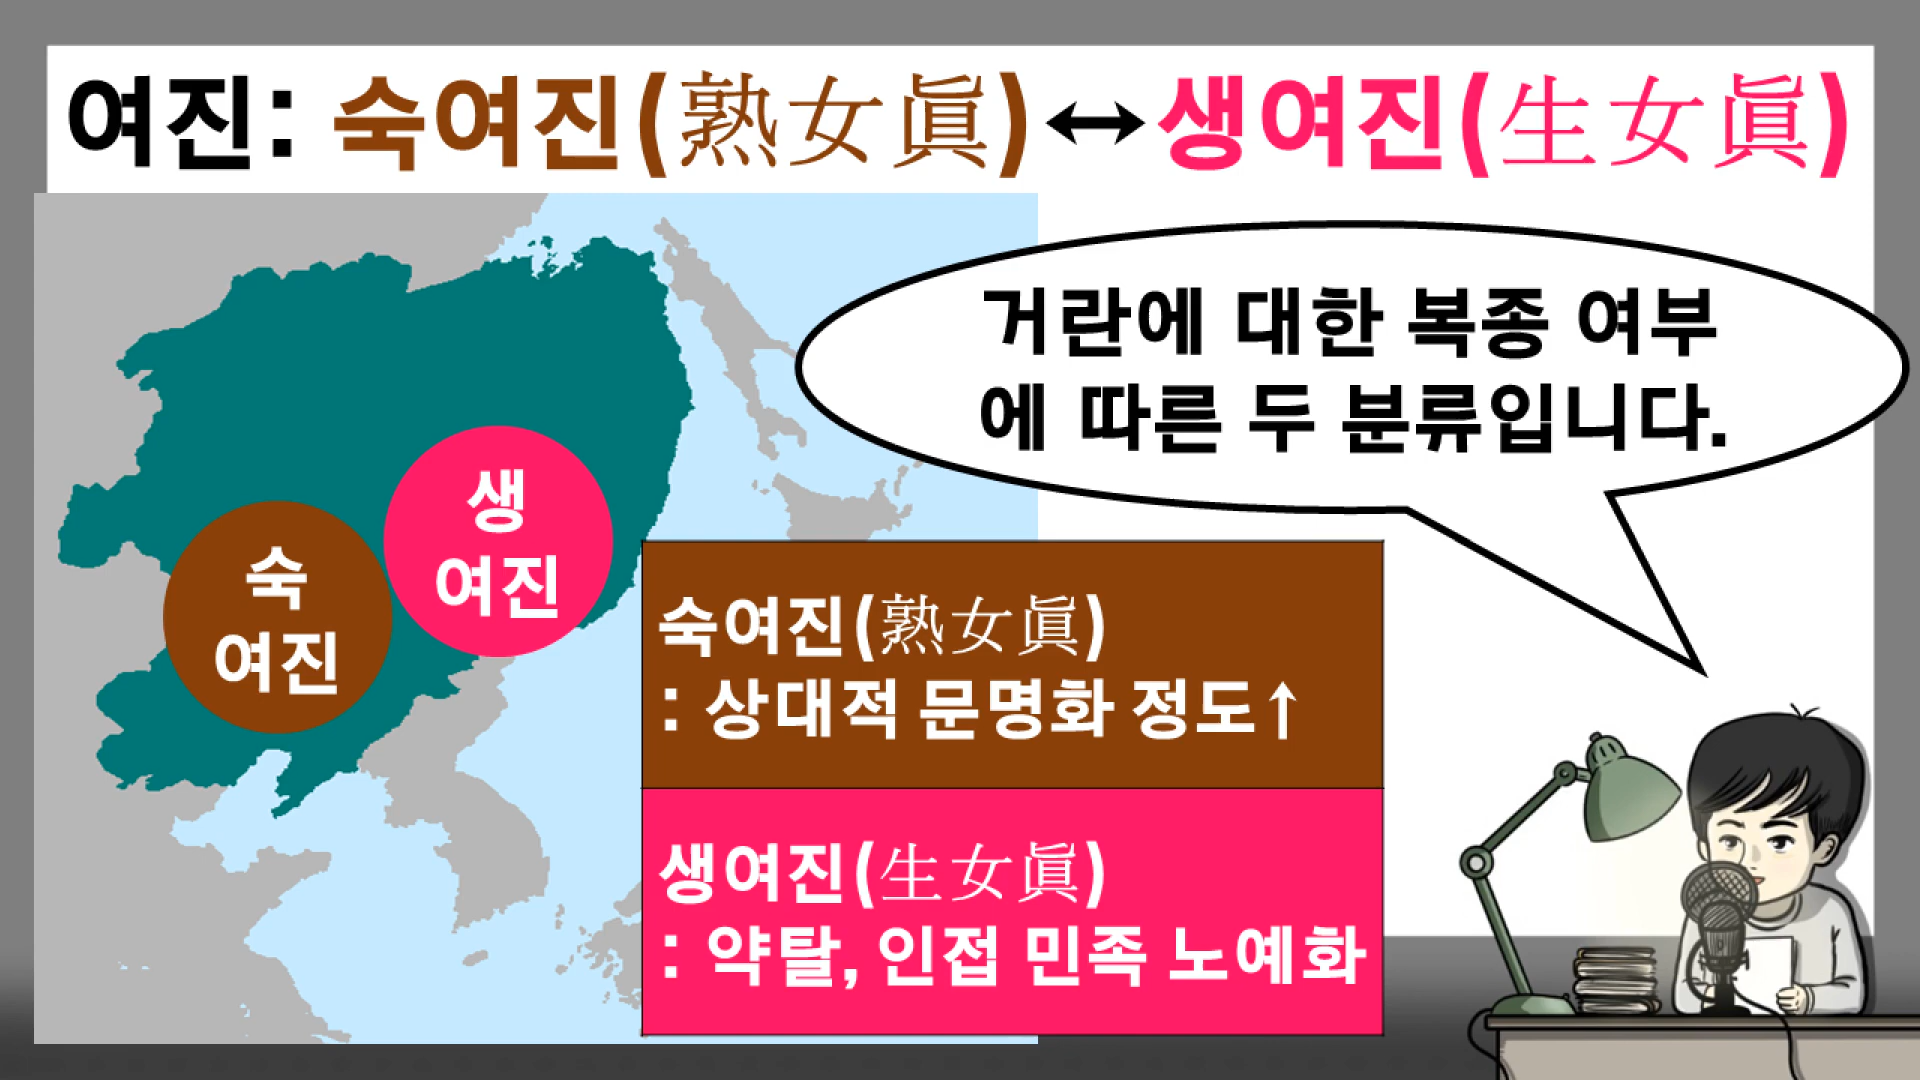 여진: 숙여진(熟女眞)↔생여진(生女眞)
거란에 대한 복종 여부
에 따른 두 분류입니다.
생
여진
숙
여진
숙여진(熟女眞)
: 상대적 문명화 정도↑
생여진(生女眞)
: 약탈, 인접 민족 노예화